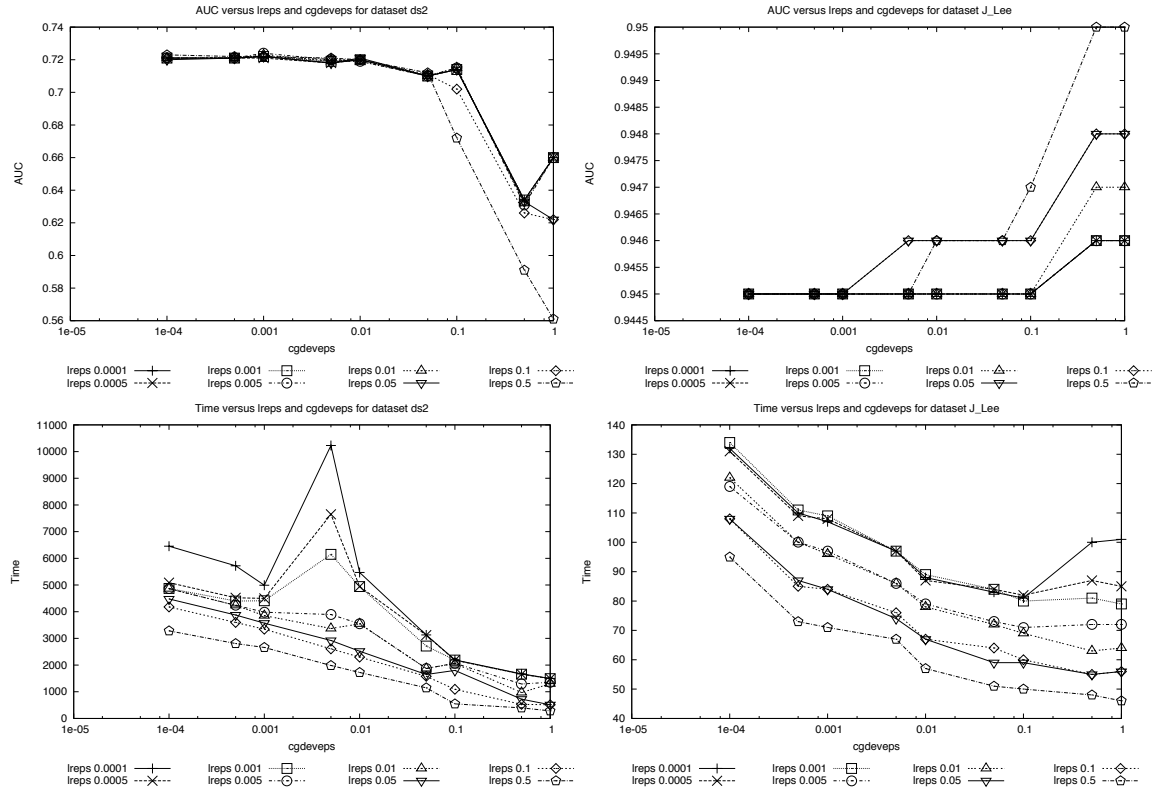 AUC versus lreps and cgdeveps for dataset ds2
0.74
0.72
0.7
0.68
0.66
0.64
0.62
0.6
0.58
0.56
AUC
1e-05 1e-04 0.001 0.01 0.1 1
cgdeveps
lreps 0.0001 lreps 0.001 lreps 0.01 lreps 0.1
lreps 0.0005 lreps 0.005 lreps 0.05 lreps 0.5
AUC versus lreps and cgdeveps for dataset J_Lee
0.95
0.9495
0.949
0.9485
0.948
0.9475
0.947
0.9465
0.946
0.9455
0.945
0.9445
AUC
1e-05 1e-04 0.001 0.01 0.1 1
cgdeveps
lreps 0.0001 lreps 0.001 lreps 0.01 lreps 0.1
lreps 0.0005 lreps 0.005 lreps 0.05 lreps 0.5
Time versus lreps and cgdeveps for dataset ds2
11000
10000
9000
8000
7000
6000
5000
4000
3000
2000
1000
0
Time
1e-05 1e-04 0.001 0.01 0.1 1
cgdeveps
lreps 0.0001 lreps 0.001 lreps 0.01 lreps 0.1
lreps 0.0005 lreps 0.005 lreps 0.05 lreps 0.5
Time versus lreps and cgdeveps for dataset J_Lee
140
130
120
110
100
90
80
70
60
50
40
Time
1e-05 1e-04 0.001 0.01 0.1 1
cgdeveps
lreps 0.0001 lreps 0.001 lreps 0.01 lreps 0.1
lreps 0.0005 lreps 0.005 lreps 0.05 lreps 0.5